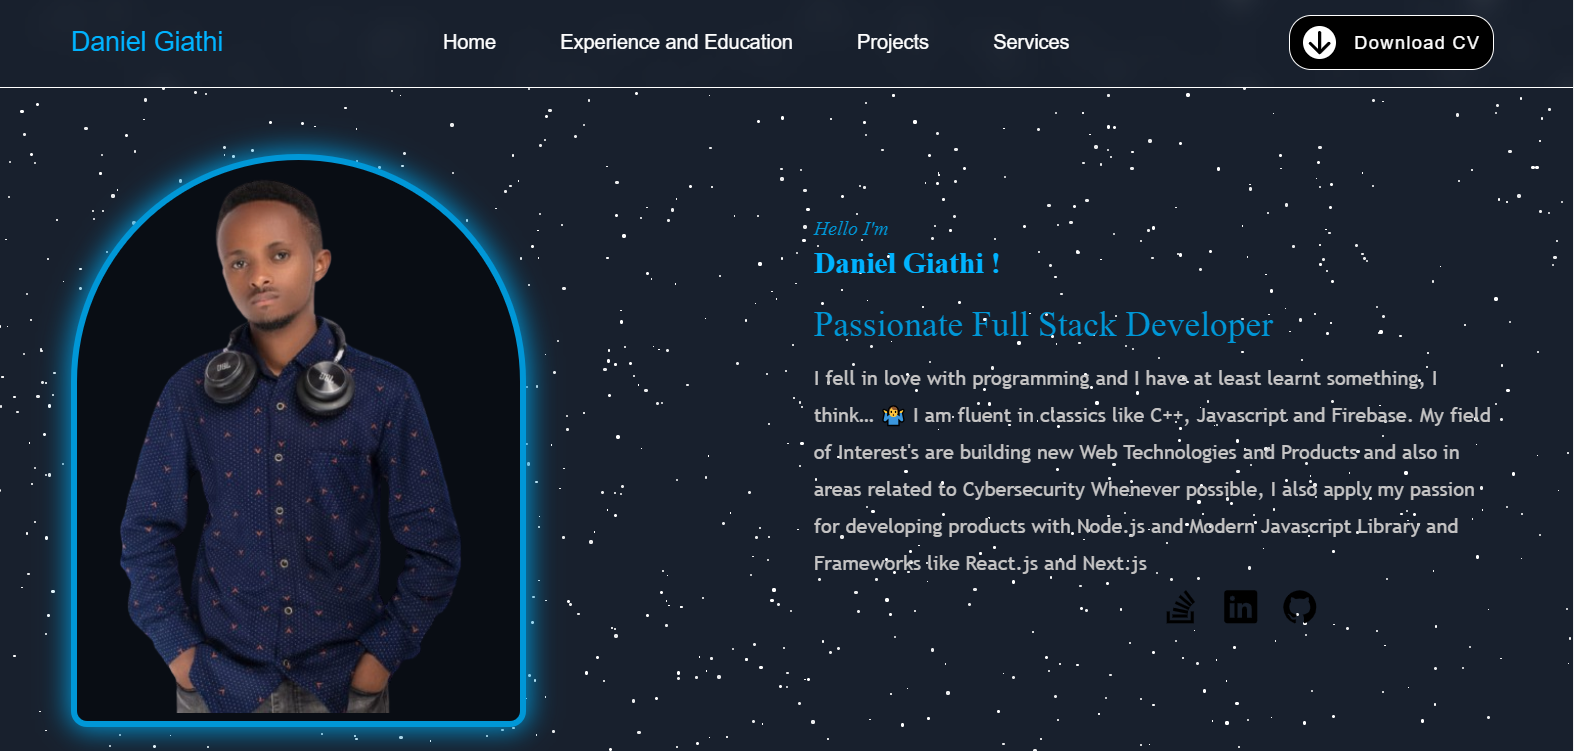 Daniel Giathi
Home
Experience and Education
Projects
Services
Download CV
Hello I'm
Daniel Giathi !
Passionate Full Stack Developer
I fell in love with programming and I have at least learnt something, I
think... 🤷‍♂️ I am fluent in classics like C++, Javascript and Firebase. My field
of Interest's are building new Web Technologies and Products and also in
areas related to Cybersecurity Whenever possible, I also apply my passion
for developing products with Node.js and Modern Javascript Library and
Frameworks like React.js and Next.js
in
JBL
JBL